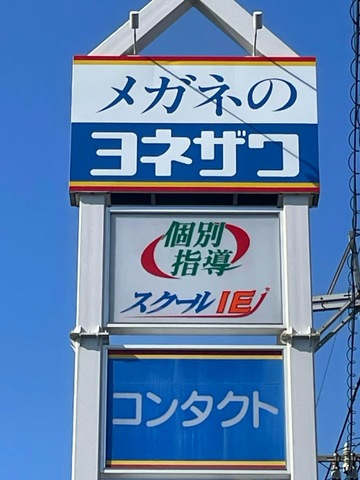 メガネの
ヨネザワ
個別
指導
スクールIEj
コンタクト